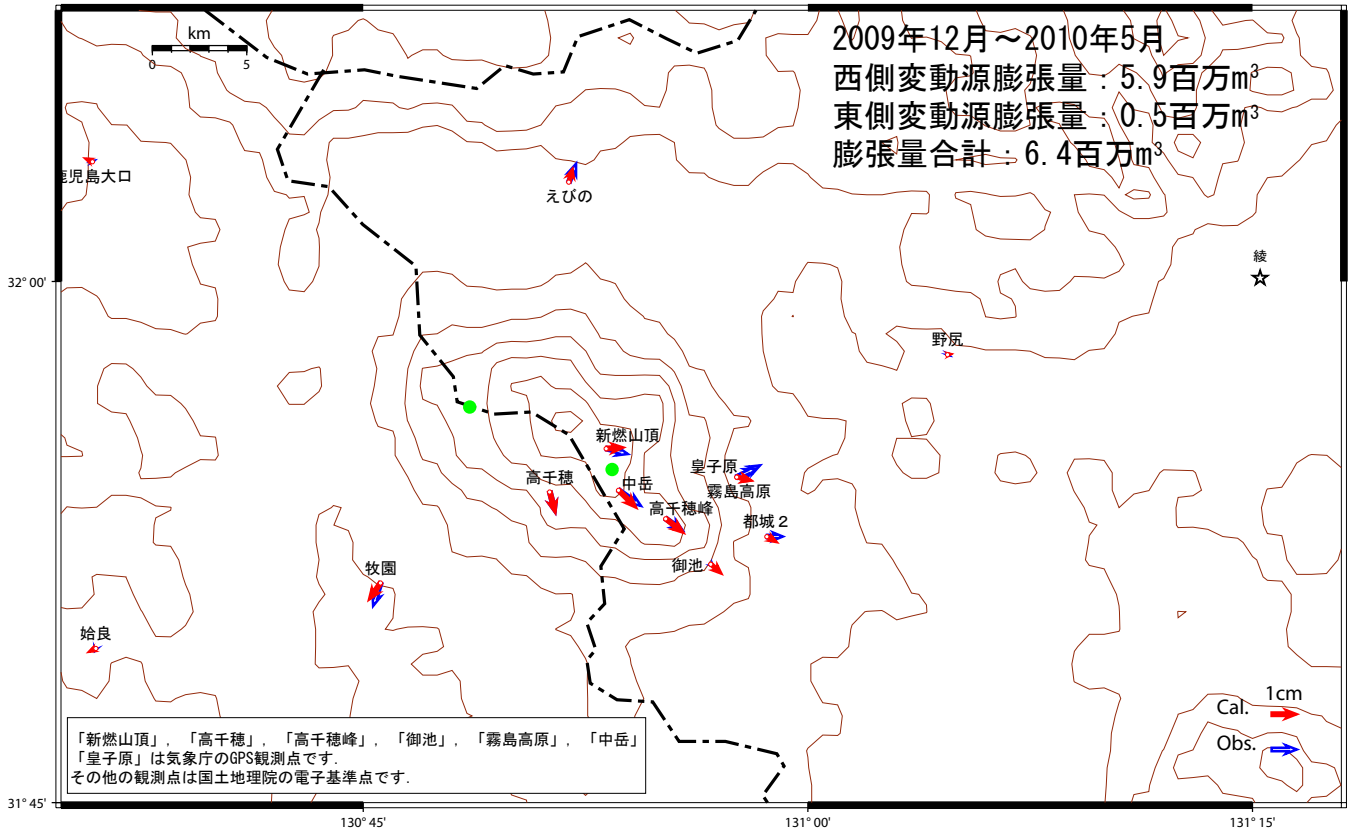 2009年12月～2010年5月
西側変動源膨張量：5.9百万m³
東側変動源膨張量：0.5百万m³
膨張量合計：6.4百万m³
km
0 5
鹿児島大口
えびの
綾
32°00'
野尻
新燃山頂
皇子原
高千穂
中岳
霧島高原
高千穂峰
都城２
御池
牧園
姶良
1cm
Cal.
Obs.
「新燃山頂」，「高千穂」，「高千穂峰」，「御池」，「霧島高原」，「中岳」
「皇子原」は気象庁のGPS観測点です．
その他の観測点は国土地理院の電子基準点です．
31°45'
130°45' 131°00' 131°15'